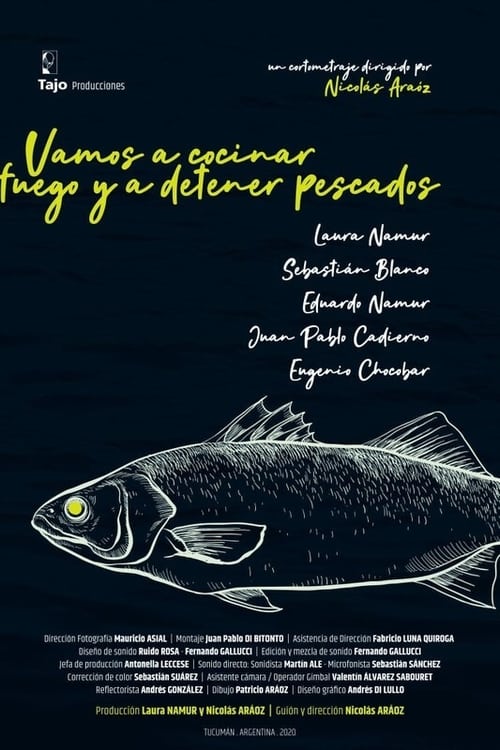 Tajo Producciones
un cortometraje dirigido por
Nicolás Araóz
Vamos a cocinar
fuego y a detener pescados
Laura Namur
Sebastián Blanco
Eduardo Namur
Juan Pablo Cadierno
Eugenio Chocobar
Dirección Fotografía Mauricio ASIAL | Montaje Juan Pablo DI BITONTO | Asistencia de Dirección Fabricio LUNA QUIROGA
Diseño de sonido Ruido ROSA - Fernando GALLUCCI | Edición y mezcla de sonido Fernando GALLUCCI
Jefa de producción Antonella LECCESE | Sonido directo: Sonidista Martín ALE - Microfonista Sebastián SÁNCHEZ
Corrección de color Sebastián SUÁREZ | Asistente cámara / Operador Gimbal Valentín ÁLVAREZ SABOURET
Reflectorista Andrés GONZÁLEZ | Dibujo Patricio ARÁOZ | Diseño gráfico Andrés DI LULLO
Producción Laura NAMUR y Nicolás ARÁOZ | Guión y dirección Nicolás ARÁOZ
TUCUMÁN . ARGENTINA . 2020